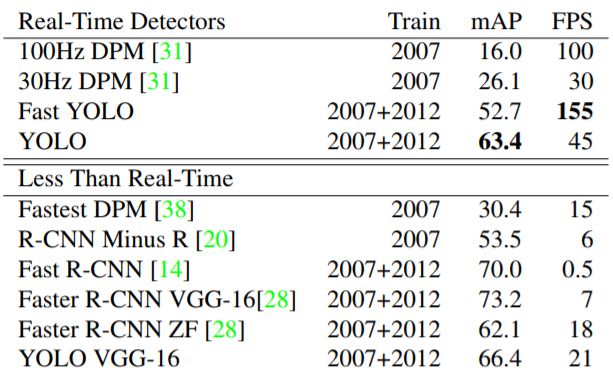 Real-Time Detectors Train mAP FPS
100Hz DPM [31] 2007 16.0 100
30Hz DPM [31] 2007 26.1 30
Fast YOLO 2007+2012 52.7 155
YOLO 2007+2012 63.4 45
Less Than Real-Time
Fastest DPM [38] 2007 30.4 15
R-CNN Minus R [20] 2007 53.5 6
Fast R-CNN [14] 2007+2012 70.0 0.5
Faster R-CNN VGG-16[28] 2007+2012 73.2 7
Faster R-CNN ZF [28] 2007+2012 62.1 18
YOLO VGG-16 2007+2012 66.4 21